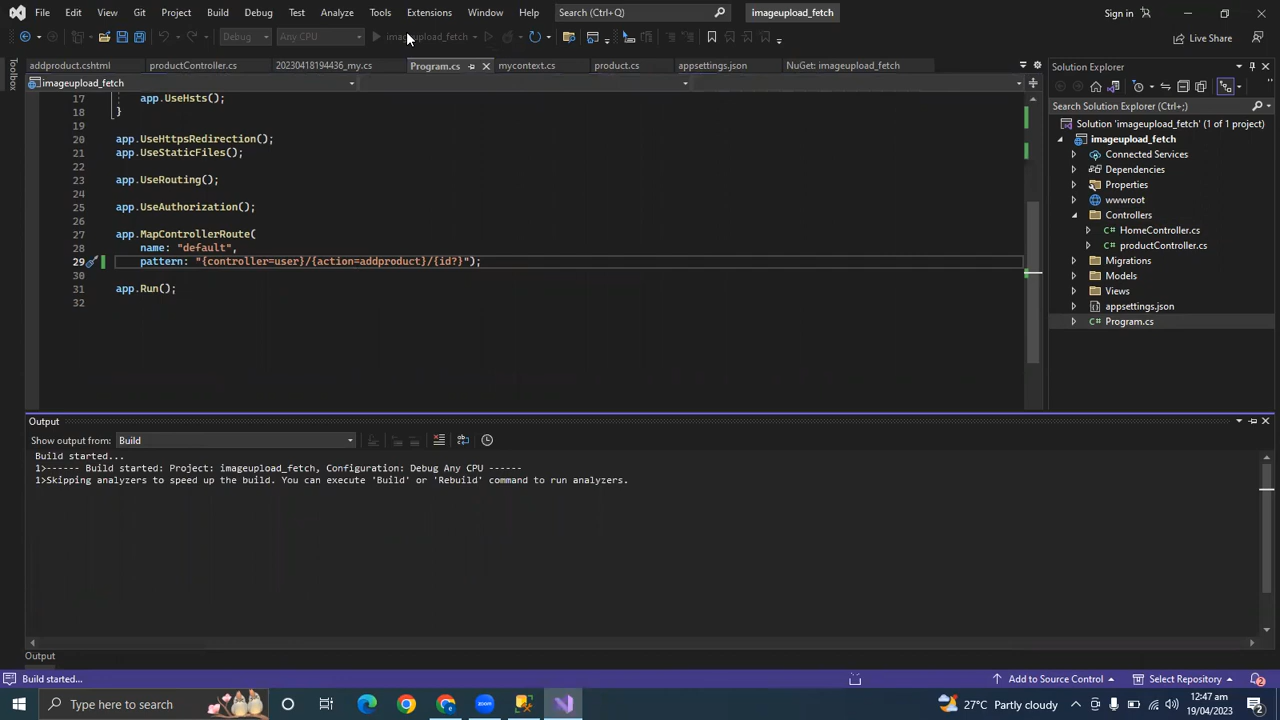 File Edit View Git Project Build Debug Test Analyze Tools Extensions Window Help Search (Ctrl+Q) imageupload_fetch Sign in
Debug Any CPU imageupload_fetch Live Share
addproduct.cshtml productController.cs 20230418194436_my.cs Program.cs mycontext.cs product.cs appsettings.json NuGet: imageupload_fetch
imageupload_fetch
Toolbox
17 app.UseHsts();
18 }
19
20 app.UseHttpsRedirection();
21 app.UseStaticFiles();
22
23 app.UseRouting();
24
25 app.UseAuthorization();
26
27 app.MapControllerRoute(
28 name: "default",
29 pattern: "{controller=user}/{action=addproduct}/{id?}");
30
31 app.Run();
32
Solution Explorer
Search Solution Explorer (Ctrl+;)
Solution 'imageupload_fetch' (1 of 1 project)
imageupload_fetch
Connected Services
Dependencies
Properties
wwwroot
Controllers
HomeController.cs
productController.cs
Migrations
Models
Views
appsettings.json
Program.cs
Output
Show output from: Build
Build started...
1>------ Build started: Project: imageupload_fetch, Configuration: Debug Any CPU ------
1>Skipping analyzers to speed up the build. You can execute 'Build' or 'Rebuild' command to run analyzers.
Output
Build started... Add to Source Control Select Repository 2
Type here to search 27°C Partly cloudy 12:47 am
19/04/2023 2